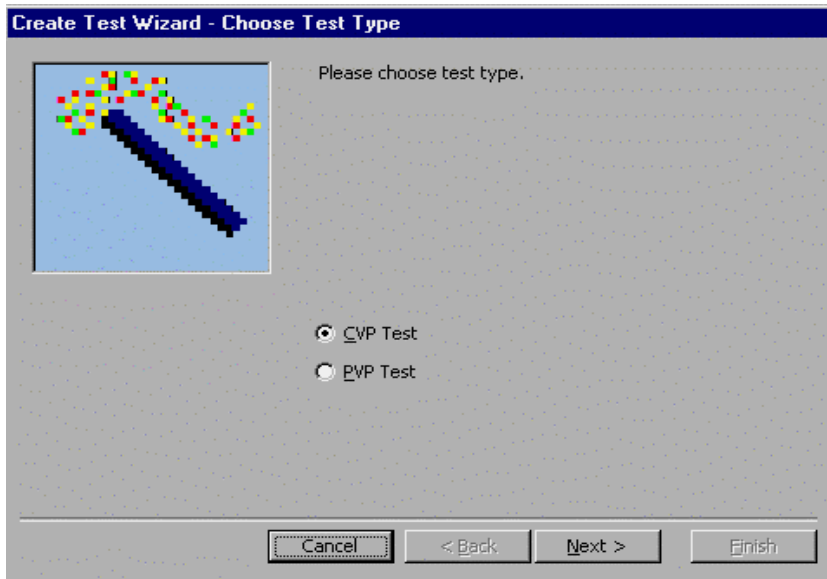 Create Test Wizard - Choose Test Type
Please choose test type.
CVP Test
PVP Test
Cancel
< Back
Next >
Finish